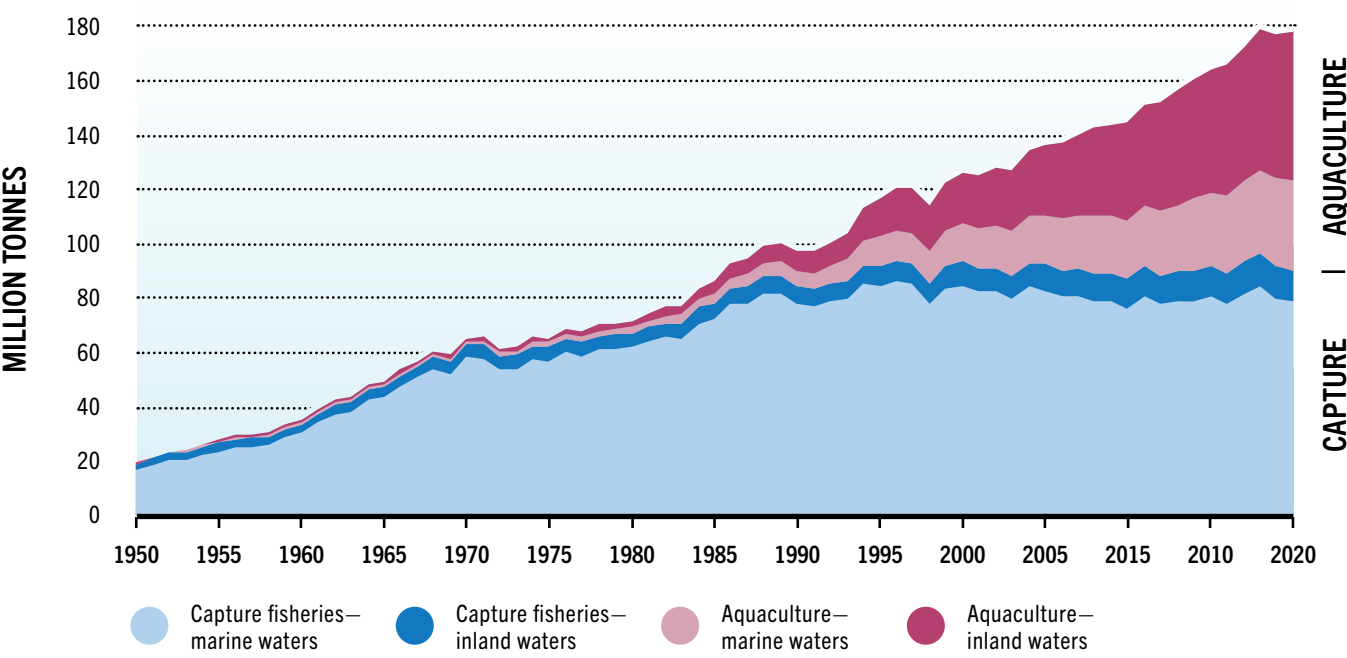 180
160
140
120
100
80
60
40
20
0
MILLION TONNES
AQUACULTURE
|
CAPTURE
1950 1955 1960 1965 1970 1975 1980 1985 1990 1995 2000 2005 2015 2010 2020
Capture fisheries—
marine waters
Capture fisheries—
inland waters
Aquaculture—
marine waters
Aquaculture—
inland waters